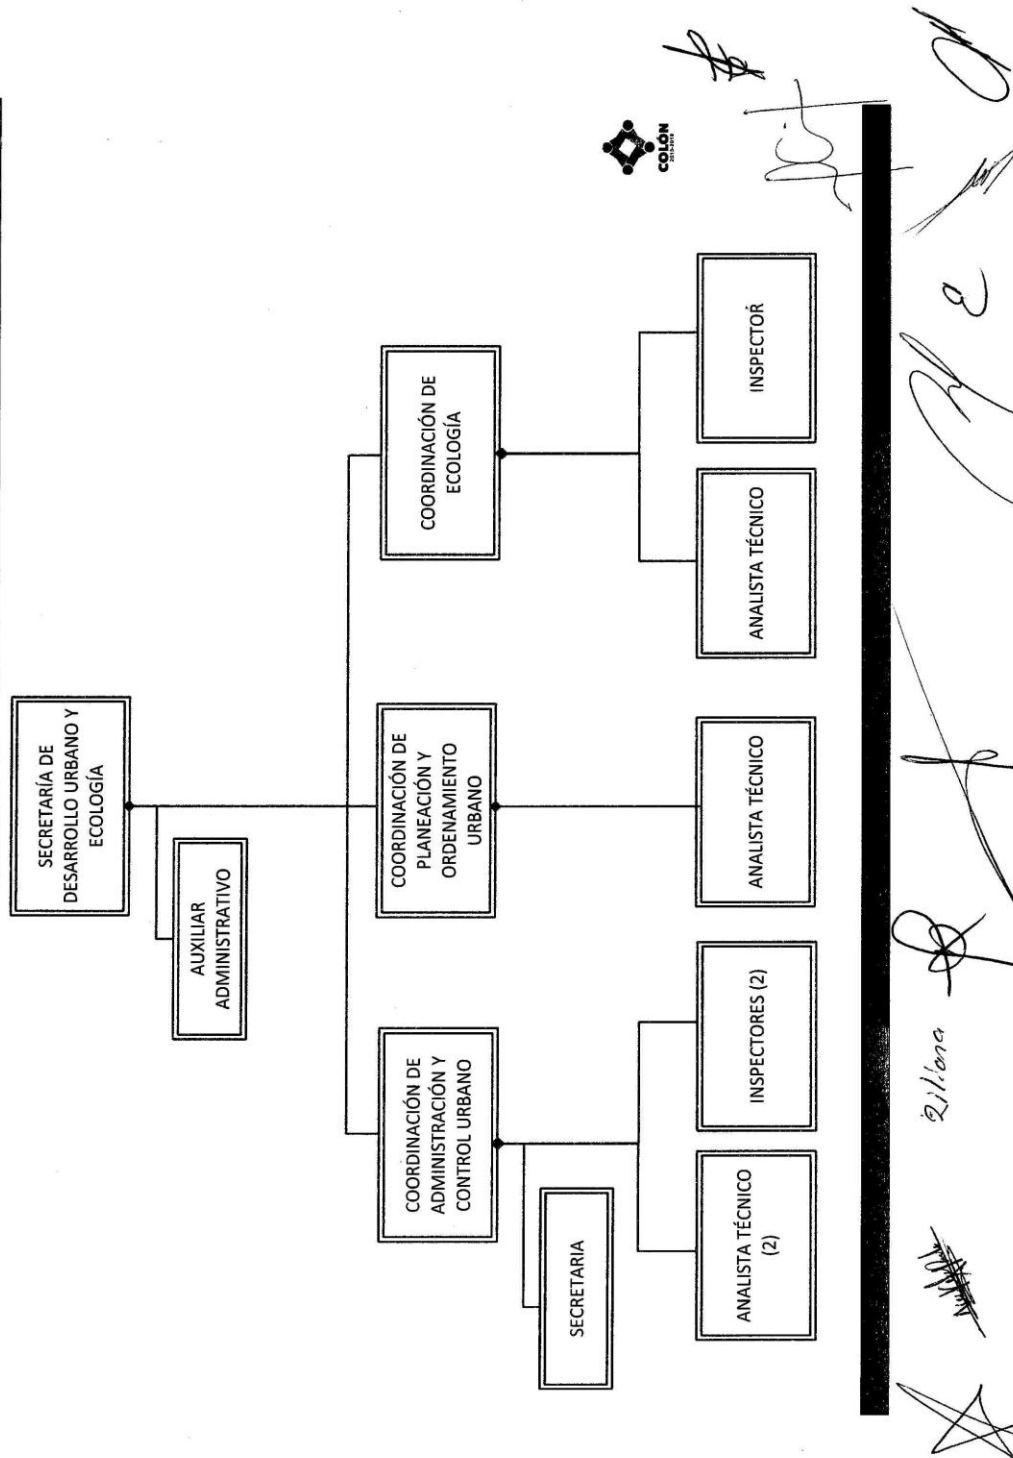 SECRETARÍA DE
DESARROLLO URBANO Y
ECOLOGÍA
AUXILIAR
ADMINISTRATIVO
COORDINACIÓN DE
ADMINISTRACIÓN Y
CONTROL URBANO
COORDINACIÓN DE
PLANEACIÓN Y
ORDENAMIENTO
URBANO
COORDINACIÓN DE
ECOLOGÍA
SECRETARIA
ANALISTA TÉCNICO
(2)
INSPECTORES (2)
ANALISTA TÉCNICO
ANALISTA TÉCNICO
INSPECTOR
COLÓN